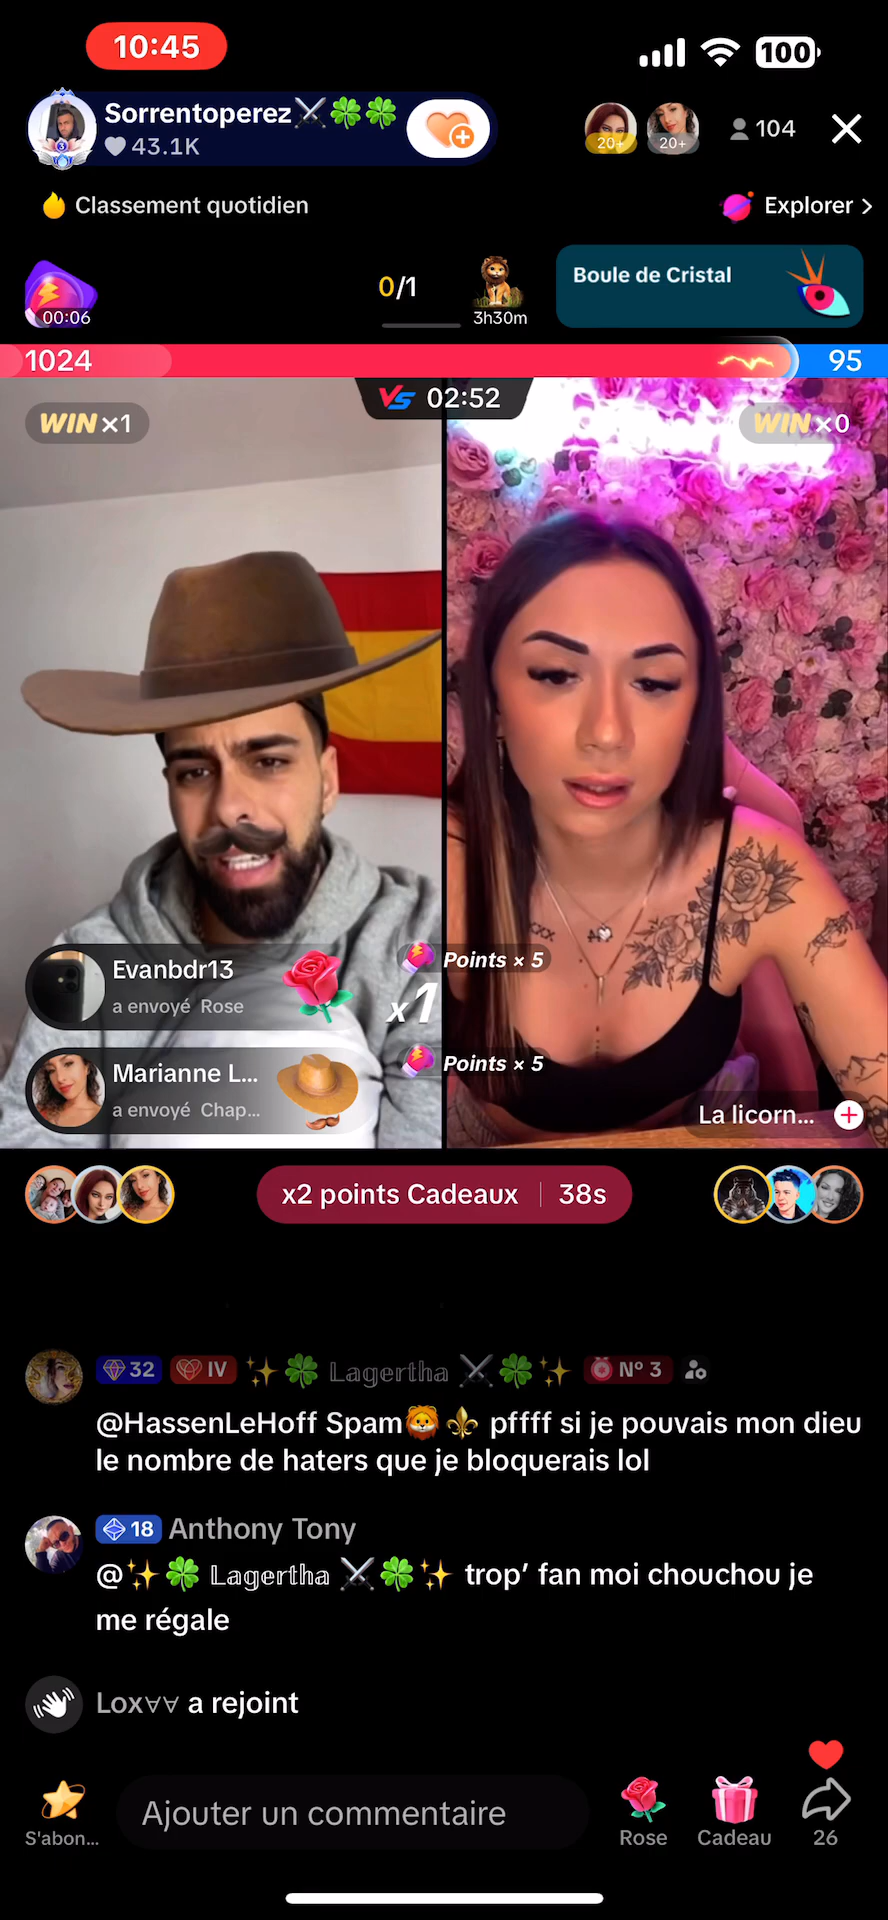 10:45
100
Sorrentoperez⚔️🍀🍀
43.1K
20+
20+
104
Classement quotidien
Explorer >
00:06
0/1
3h30m
Boule de Cristal
1024
95
VS 02:52
WIN x1
WIN x0
Evanbdr13
a envoyé Rose
x1
Points × 5
Marianne L...
a envoyé Chap...
Points × 5
La licorn...
x2 points Cadeaux | 38s
32 IV ✨🍀 𝕃𝕒𝕘𝕖𝕣𝕥𝕙𝕒 ⚔️🍀✨ Nº 3
@HassenLeHoff Spam🦁⚜️ pffff si je pouvais mon dieu
le nombre de haters que je bloquerais lol
18 Anthony Tony
@✨🍀 𝕃𝕒𝕘𝕖𝕣𝕥𝕙𝕒 ⚔️🍀✨ trop’ fan moi chouchou je
me régale
Lox∀∀ a rejoint
S'abon...
Ajouter un commentaire
Rose
Cadeau
26